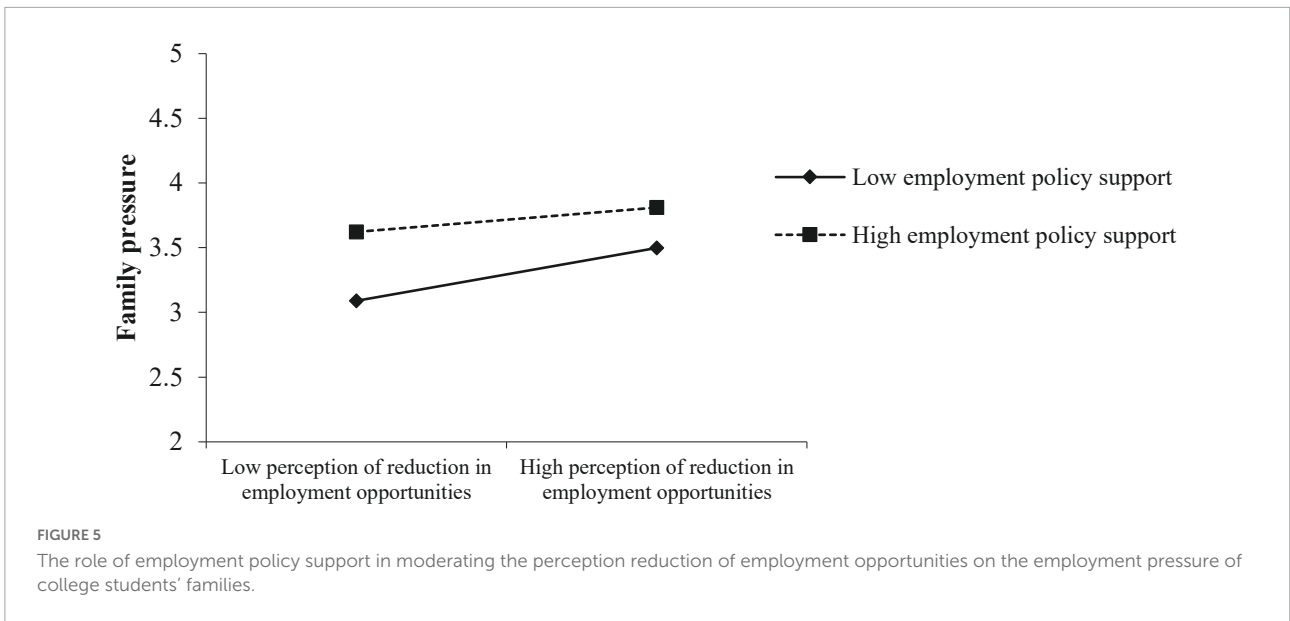 5
4.5
4
3.5
3
2.5
2
Family pressure
Low perception of reduction in
employment opportunities
High perception of reduction in
employment opportunities
Low employment policy support
High employment policy support
FIGURE 5
The role of employment policy support in moderating the perception reduction of employment opportunities on the employment pressure of
college students’ families.